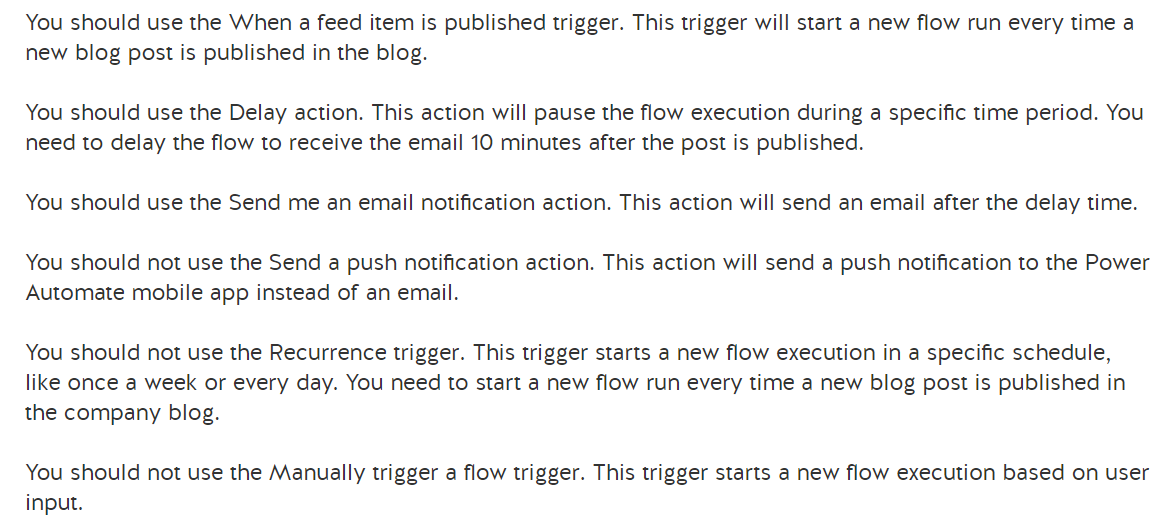 You should use the When a feed item is published trigger. This trigger will start a new flow run every time a
new blog post is published in the blog.
You should use the Delay action. This action will pause the flow execution during a specific time period. You
need to delay the flow to receive the email 10 minutes after the post is published.
You should use the Send me an email notification action. This action will send an email after the delay time.
You should not use the Send a push notification action. This action will send a push notification to the Power
Automate mobile app instead of an email.
You should not use the Recurrence trigger. This trigger starts a new flow execution in a specific schedule,
like once a week or every day. You need to start a new flow run every time a new blog post is published in
the company blog.
You should not use the Manually trigger a flow trigger. This trigger starts a new flow execution based on user
input.